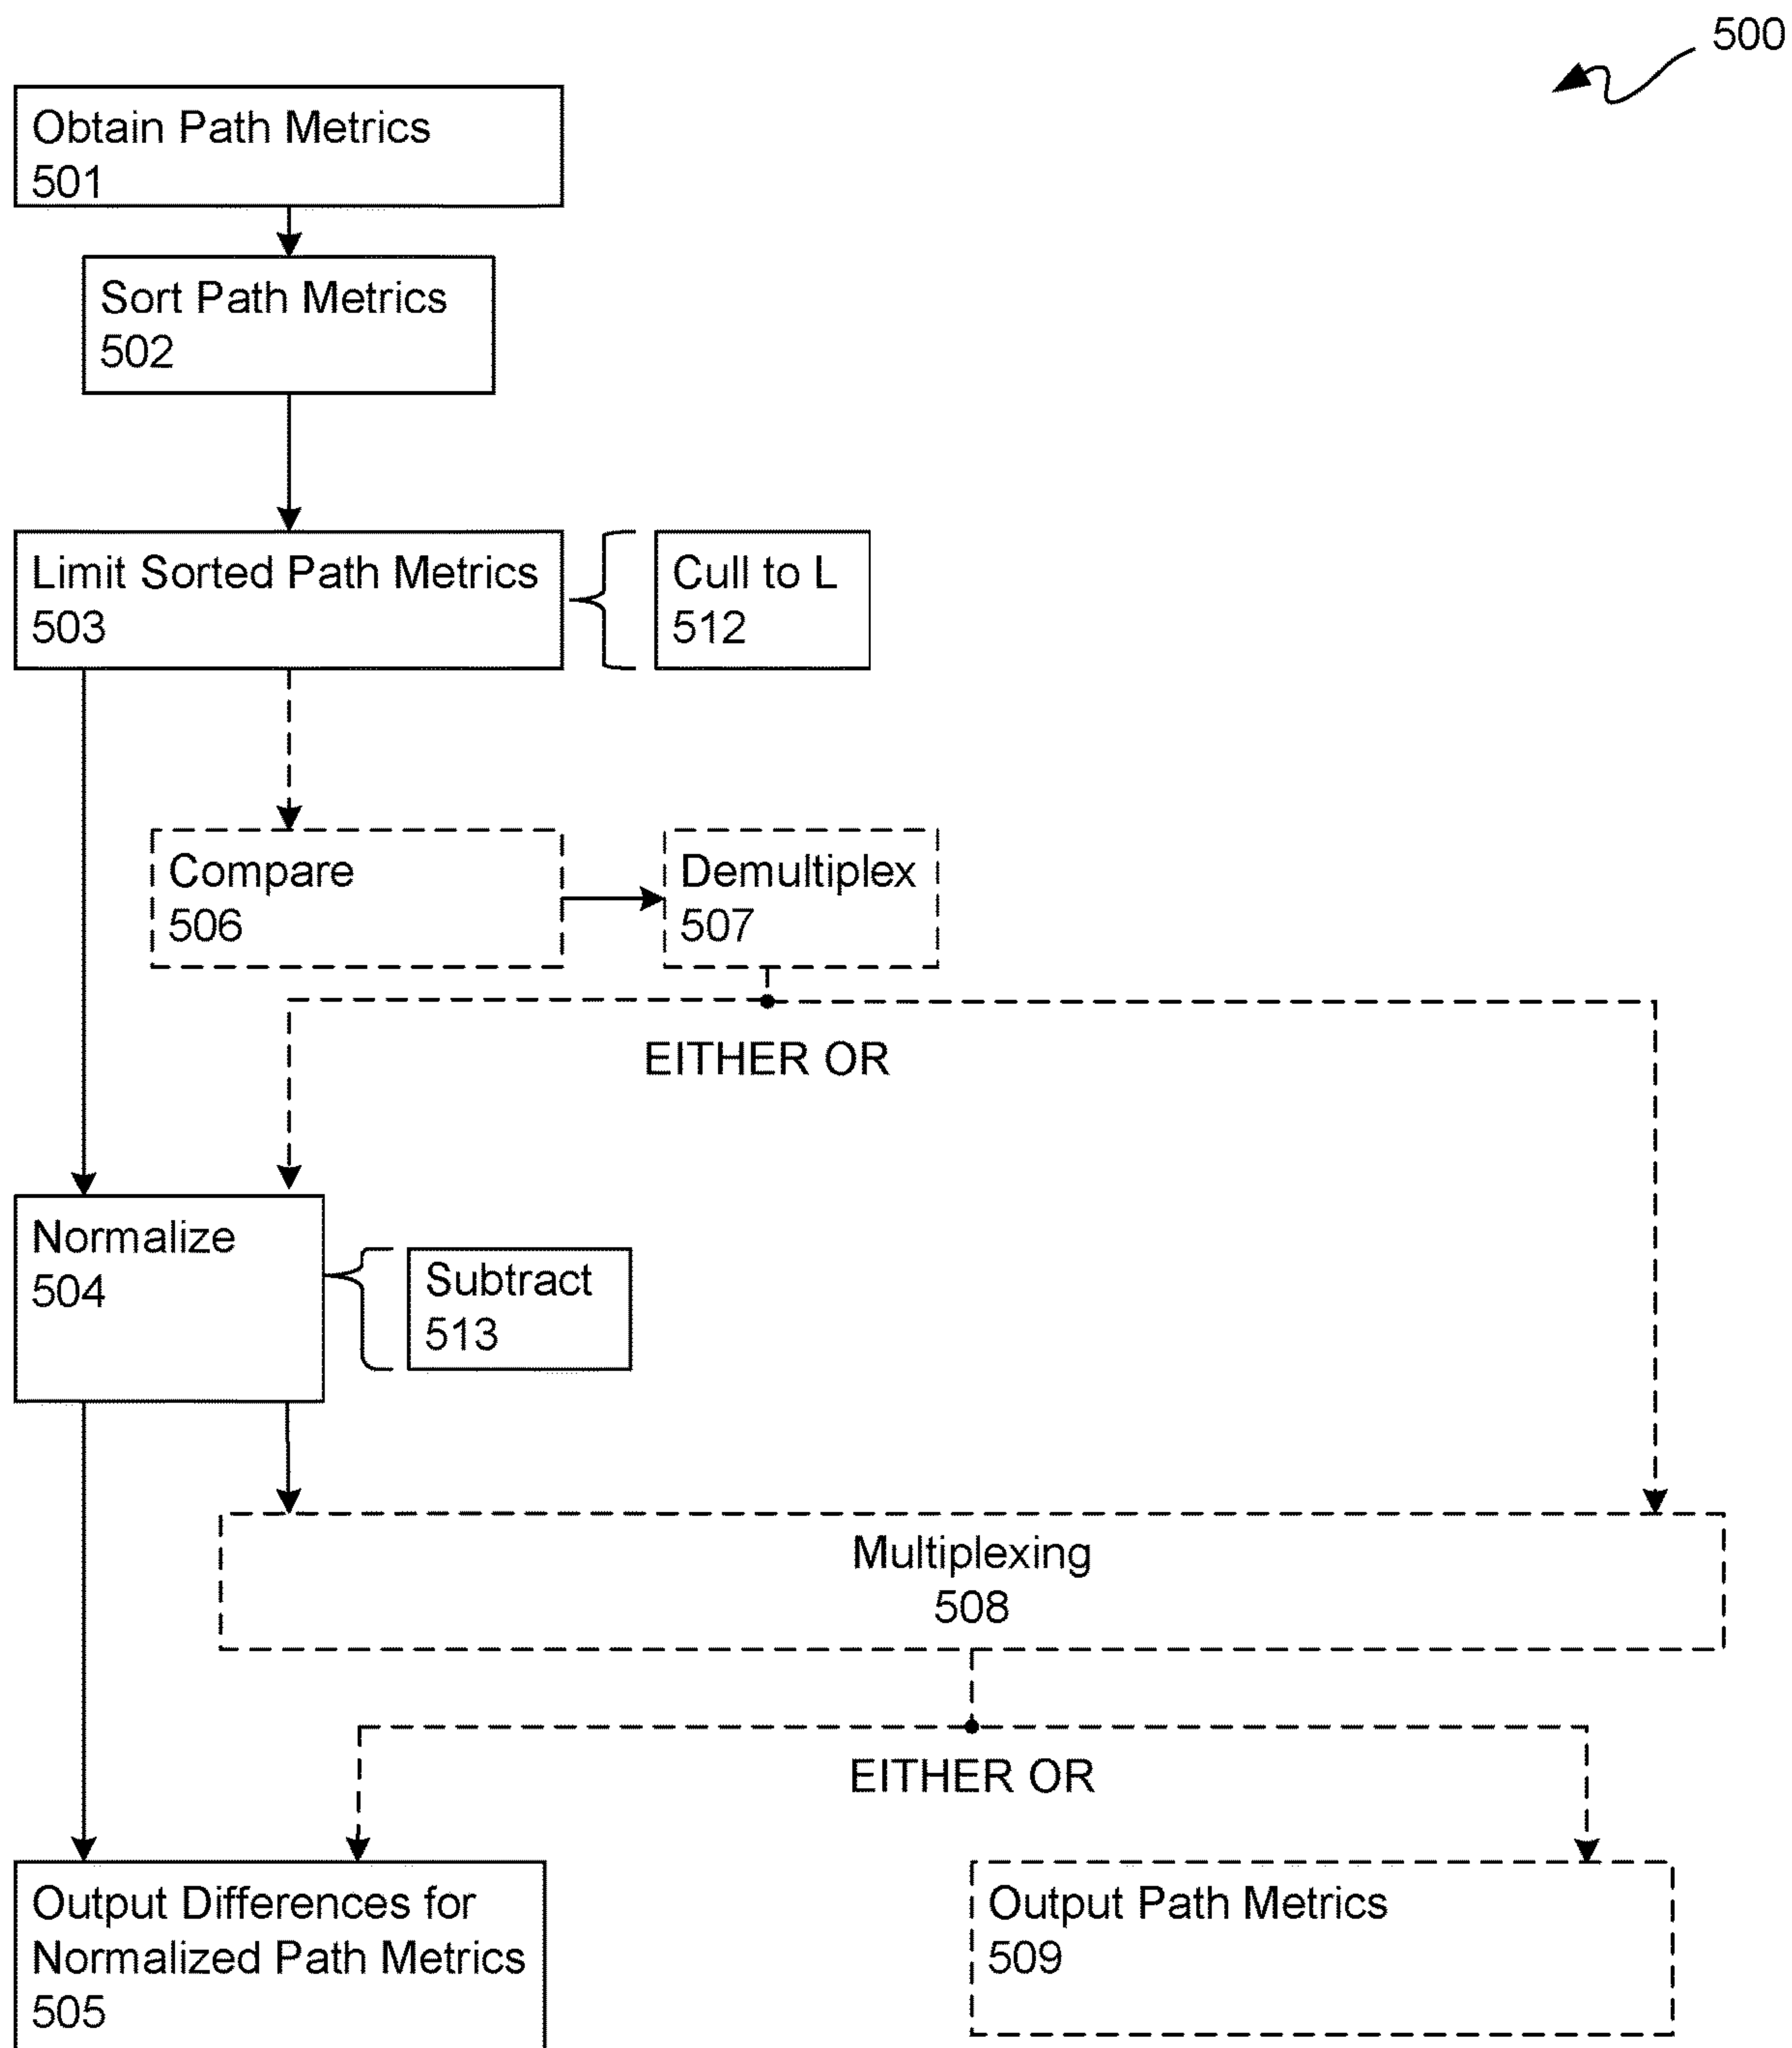 500
Obtain Path Metrics
501
Sort Path Metrics
502
Limit Sorted Path Metrics
503
Cull to L
512
Compare
506
Demultiplex
507
EITHER OR
Normalize
504
Subtract
513
Multiplexing
508
EITHER OR
Output Differences for
Normalized Path Metrics
505
Output Path Metrics
509